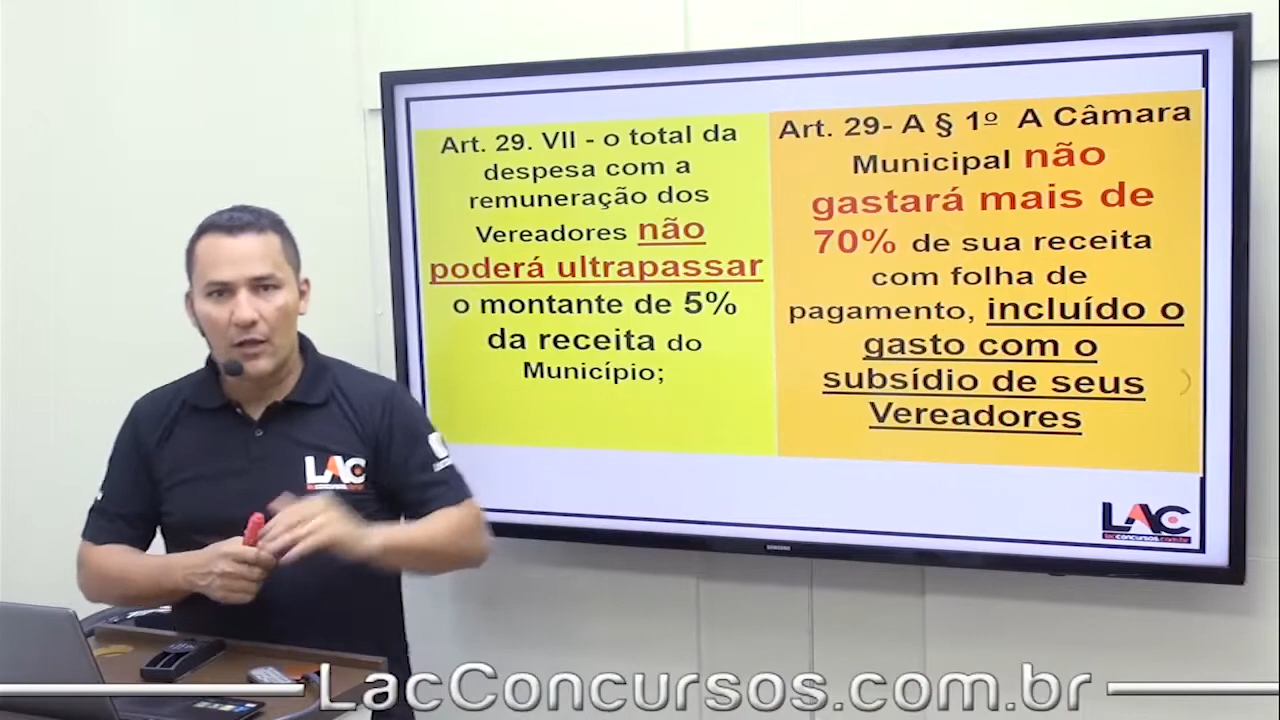 Art. 29. VII - o total da
despesa com a
remuneração dos
Vereadores não
poderá ultrapassar
o montante de 5%
da receita do
Município;
Art. 29- A § 1º A Câmara
Municipal não
gastará mais de
70% de sua receita
com folha de
pagamento, incluído o
gasto com o
subsídio de seus
Vereadores
LAC
lacconcursos.com.br
SAMSUNG
LAC
LacConcursos.com.br